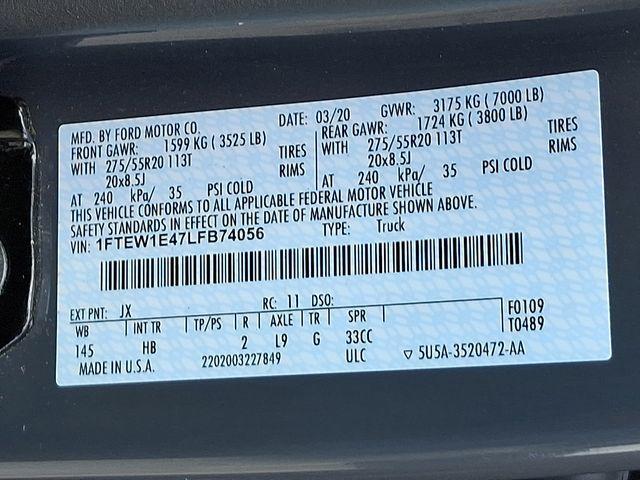 MFD. BY FORD MOTOR CO. DATE: 03/20 GVWR: 3175 KG ( 7000 LB)
FRONT GAWR: 1599 KG ( 3525 LB) REAR GAWR: 1724 KG ( 3800 LB)
WITH 275/55R20 113T TIRES WITH 275/55R20 113T TIRES
20x8.5J RIMS 20x8.5J RIMS
AT 240 kPa/ 35 PSI COLD AT 240 kPa/ 35 PSI COLD
THIS VEHICLE CONFORMS TO ALL APPLICABLE FEDERAL MOTOR VEHICLE
SAFETY STANDARDS IN EFFECT ON THE DATE OF MANUFACTURE SHOWN ABOVE.
VIN: 1FTEW1E47LFB74056 TYPE: Truck
EXT PNT: JX RC: 11 DSO: F0109
WB INT TR TP/PS R AXLE TR SPR T0489
145 HB 2 L9 G 33CC
MADE IN U.S.A. 2202003227849 ULC 5U5A-3520472-AA